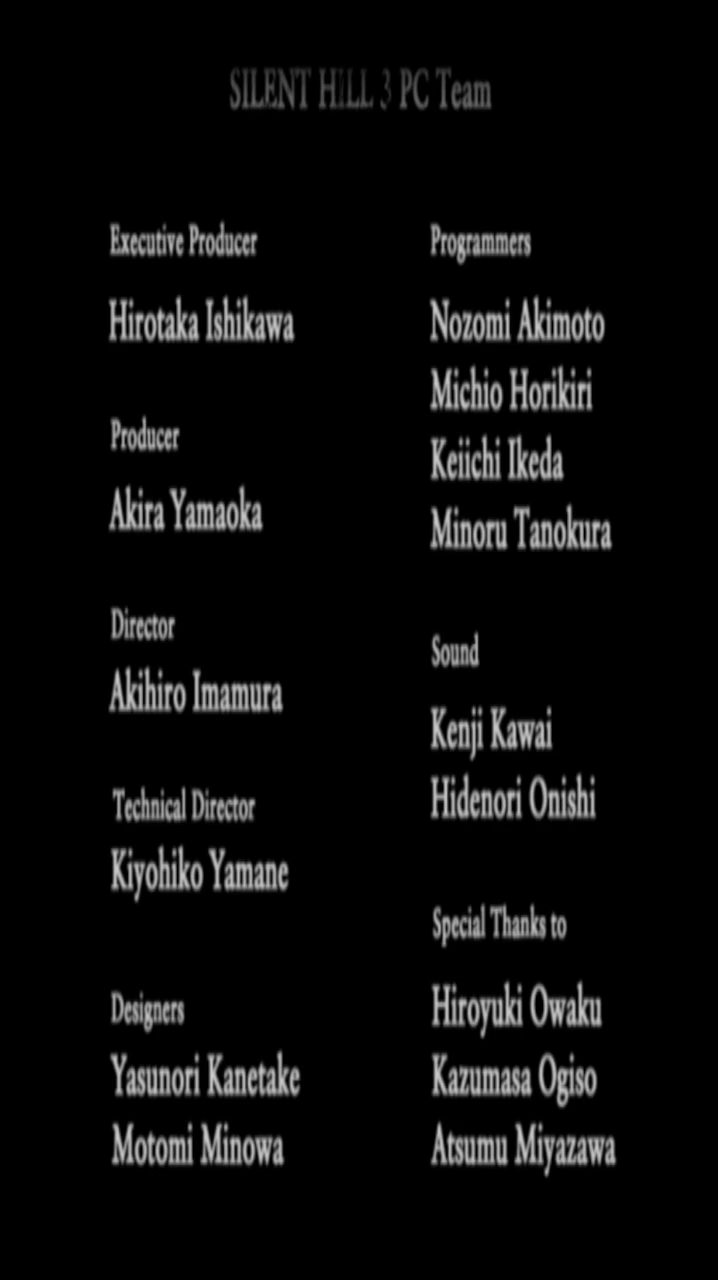 SILENT HILL 3 PC Team
Executive Producer
Hirotaka Ishikawa
Producer
Akira Yamaoka
Director
Akihiro Imamura
Technical Director
Kiyohiko Yamane
Designers
Yasunori Kanetake
Motomi Minowa
Programmers
Nozomi Akimoto
Michio Horikiri
Keiichi Ikeda
Minoru Tanokura
Sound
Kenji Kawai
Hidenori Onishi
Special Thanks to
Hiroyuki Owaku
Kazumasa Ogiso
Atsumu Miyazawa